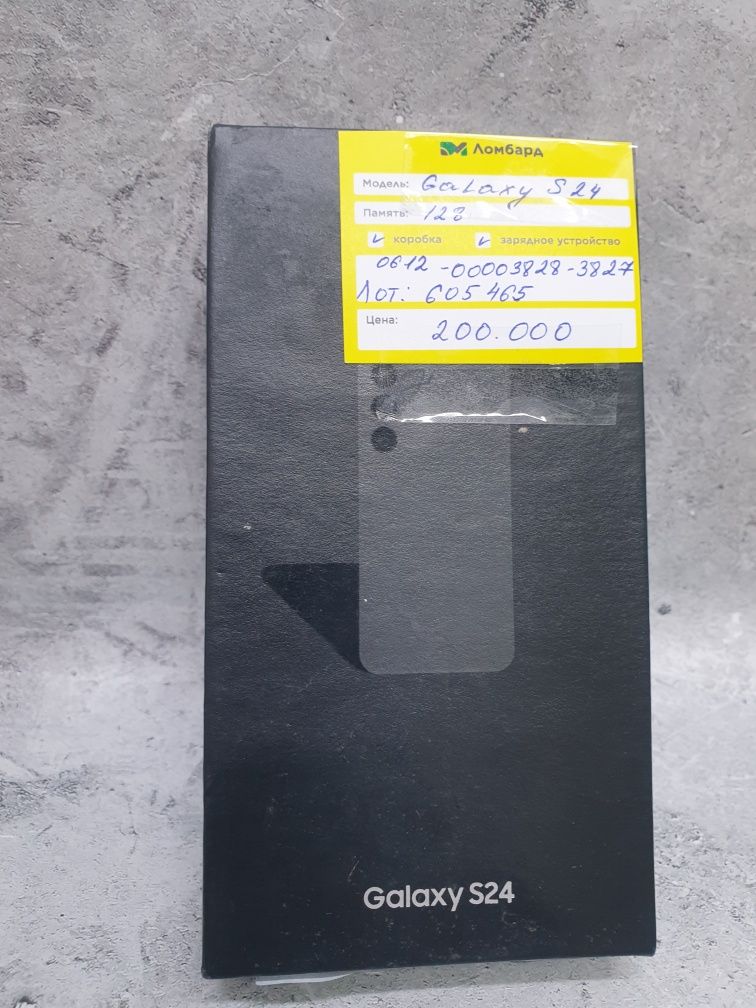 Ломбард
Модель: Galaxy S24
Память: 128
коробка зарядное устройство
0612-00003828-3827
Лот: 605465
Цена: 200.000
Galaxy S24